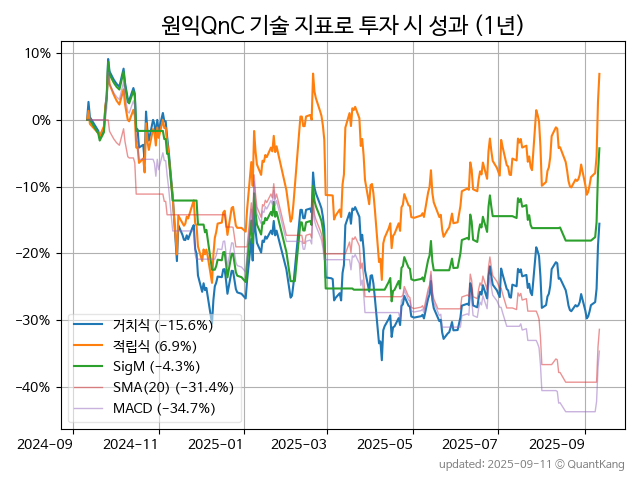 원익QnC 기술 지표로 투자 시 성과 (1년)
10%
0%
−10%
−20%
−30%
−40%
거치식 (−15.6%)
적립식 (6.9%)
SigM (−4.3%)
SMA(20) (−31.4%)
MACD (−34.7%)
2024-09 2024-11 2025-01 2025-03 2025-05 2025-07 2025-09
updated: 2025-09-11 © QuantKang